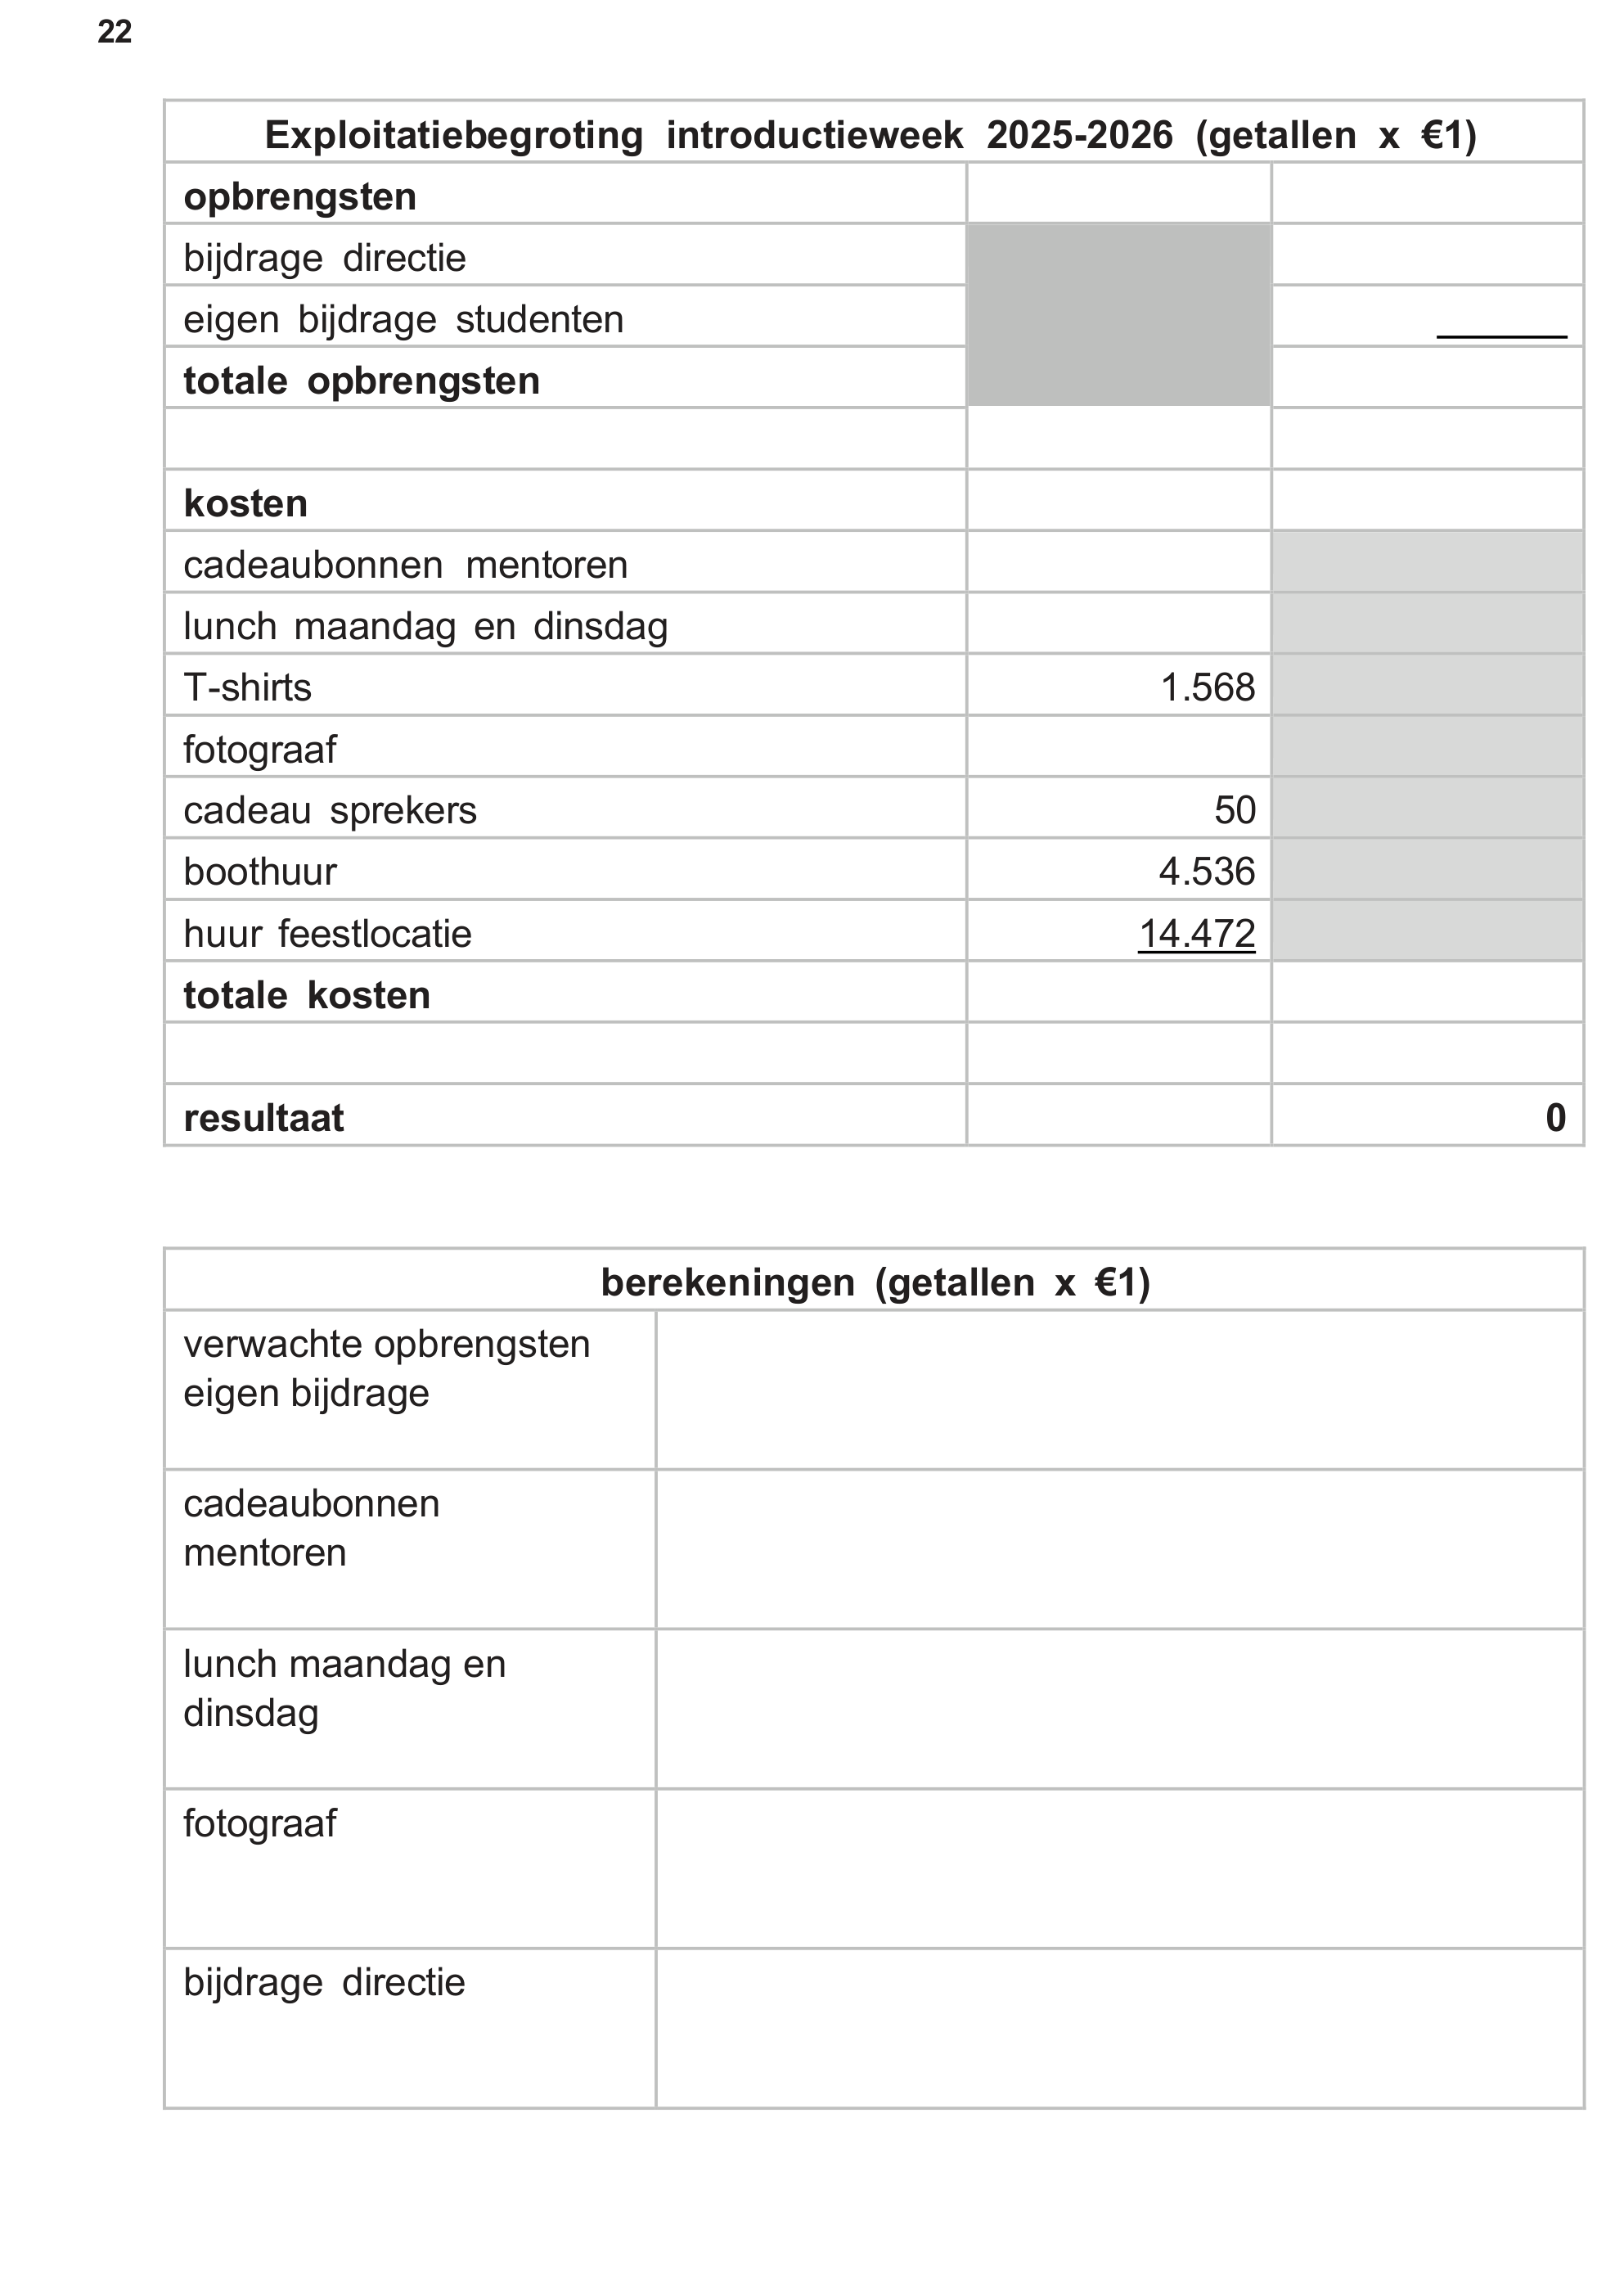 22
Exploitatiebegroting introductieweek 2025-2026 (getallen x €1)
opbrengsten
bijdrage directie
eigen bijdrage studenten
totale opbrengsten
kosten
cadeaubonnen mentoren
lunch maandag en dinsdag
T-shirts 1.568
fotograaf
cadeau sprekers 50
boothuur 4.536
huur feestlocatie 14.472
totale kosten
resultaat 0
berekeningen (getallen x €1)
verwachte opbrengsten
eigen bijdrage
cadeaubonnen
mentoren
lunch maandag en
dinsdag
fotograaf
bijdrage directie